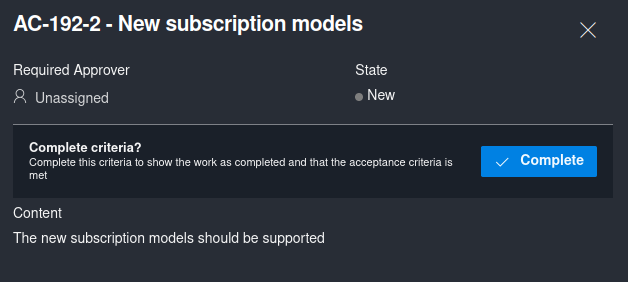 AC-192-2 - New subscription models
Required Approver
State
Unassigned
New
Complete criteria?
Complete this criteria to show the work as completed and that the acceptance criteria is
met
Complete
Content
The new subscription models should be supported